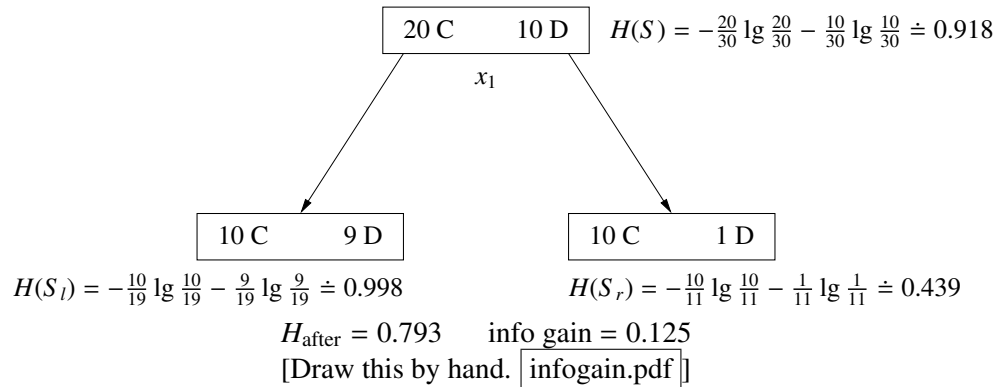 20 C 10 D H(S) = −20/30 lg 20/30 − 10/30 lg 10/30 ≐ 0.918
x₁
10 C 9 D 10 C 1 D
H(Sₗ) = −10/19 lg 10/19 − 9/19 lg 9/19 ≐ 0.998 H(Sᵣ) = −10/11 lg 10/11 − 1/11 lg 1/11 ≐ 0.439
H_after = 0.793 info gain = 0.125
[Draw this by hand. infogain.pdf ]